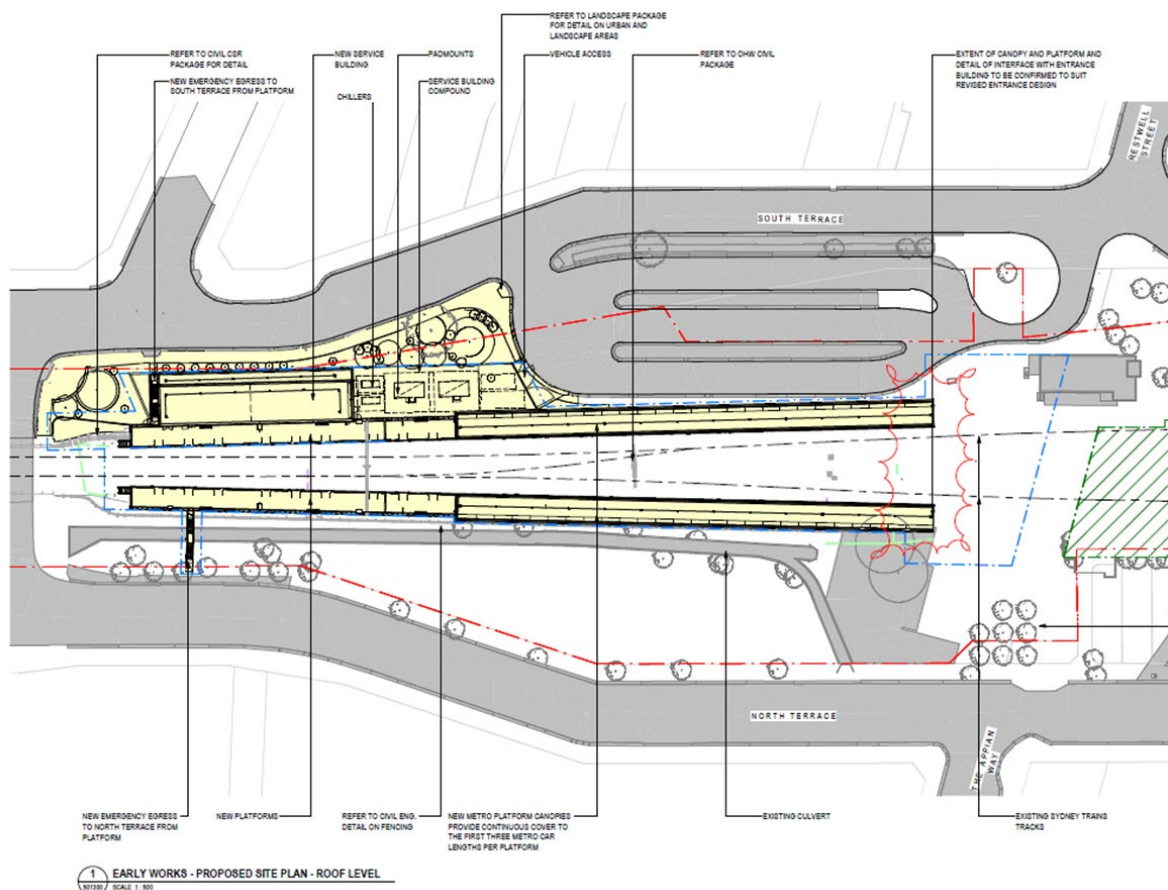 REFER TO LANDSCAPE PACKAGE
FOR DETAIL ON URBAN AND
LANDSCAPE AREAS
REFER TO CIVIL CSR
PACKAGE FOR DETAIL
NEW SERVICE
BUILDING
PADMOUNTS
VEHICLE ACCESS
REFER TO OHW CIVIL
PACKAGE
EXTENT OF CANOPY AND PLATFORM AND
DETAIL OF INTERFACE WITH ENTRANCE
BUILDING TO BE CONFIRMED TO SUIT
REVISED ENTRANCE DESIGN
NEW EMERGENCY EGRESS TO
SOUTH TERRACE FROM PLATFORM
CHILLERS
SERVICE BUILDING
COMPOUND
RESTWELL
STREET
SOUTH TERRACE
NORTH TERRACE
THE APPIAN
WAY
NEW EMERGENCY EGRESS
TO NORTH TERRACE FROM
PLATFORM
NEW PLATFORMS
REFER TO CIVIL ENG.
DETAIL ON FENCING
NEW METRO PLATFORM CANOPIES
PROVIDE CONTINUOUS COVER TO
THE FIRST THREE METRO CAR
LENGTHS PER PLATFORM
EXISTING CULVERT
EXISTING SYDNEY TRAINS
TRACKS
1 EARLY WORKS - PROPOSED SITE PLAN - ROOF LEVEL
SCALE 1 : 500